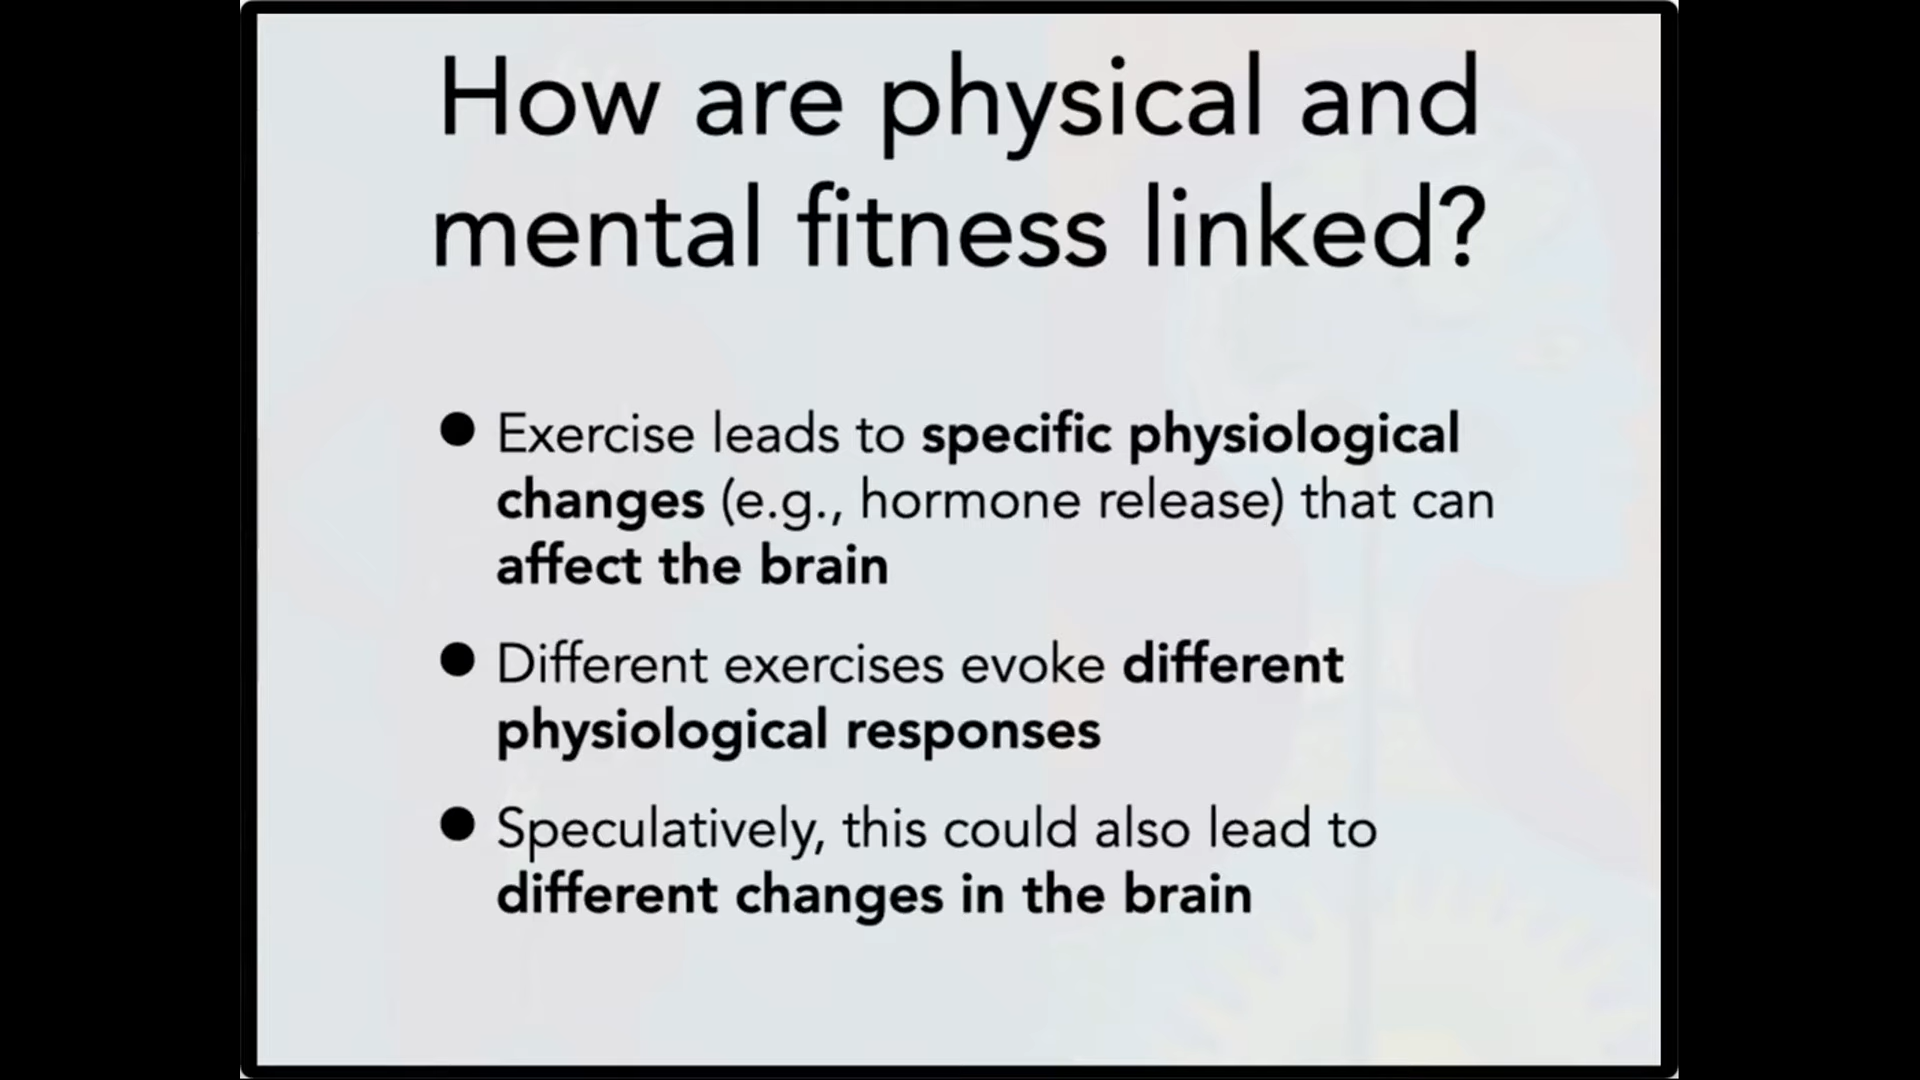 How are physical and
mental fitness linked?
● Exercise leads to specific physiological
changes (e.g., hormone release) that can
affect the brain
● Different exercises evoke different
physiological responses
● Speculatively, this could also lead to
different changes in the brain